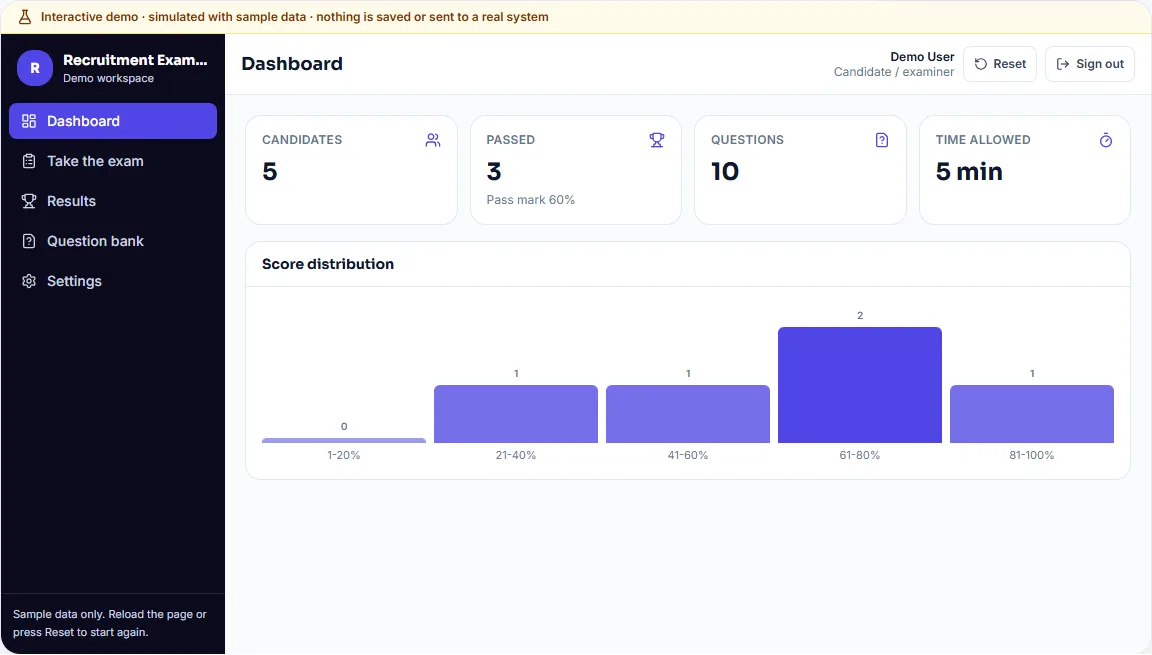 Interactive demo · simulated with sample data · nothing is saved or sent to a real system
R
Recruitment Exam...
Demo workspace
Dashboard
Take the exam
Results
Question bank
Settings
Sample data only. Reload the page or
press Reset to start again.
Dashboard
Demo User
Candidate / examiner
Reset
Sign out
CANDIDATES
5
PASSED
3
Pass mark 60%
QUESTIONS
10
TIME ALLOWED
5 min
Score distribution
0
1
1
2
1
1-20%
21-40%
41-60%
61-80%
81-100%